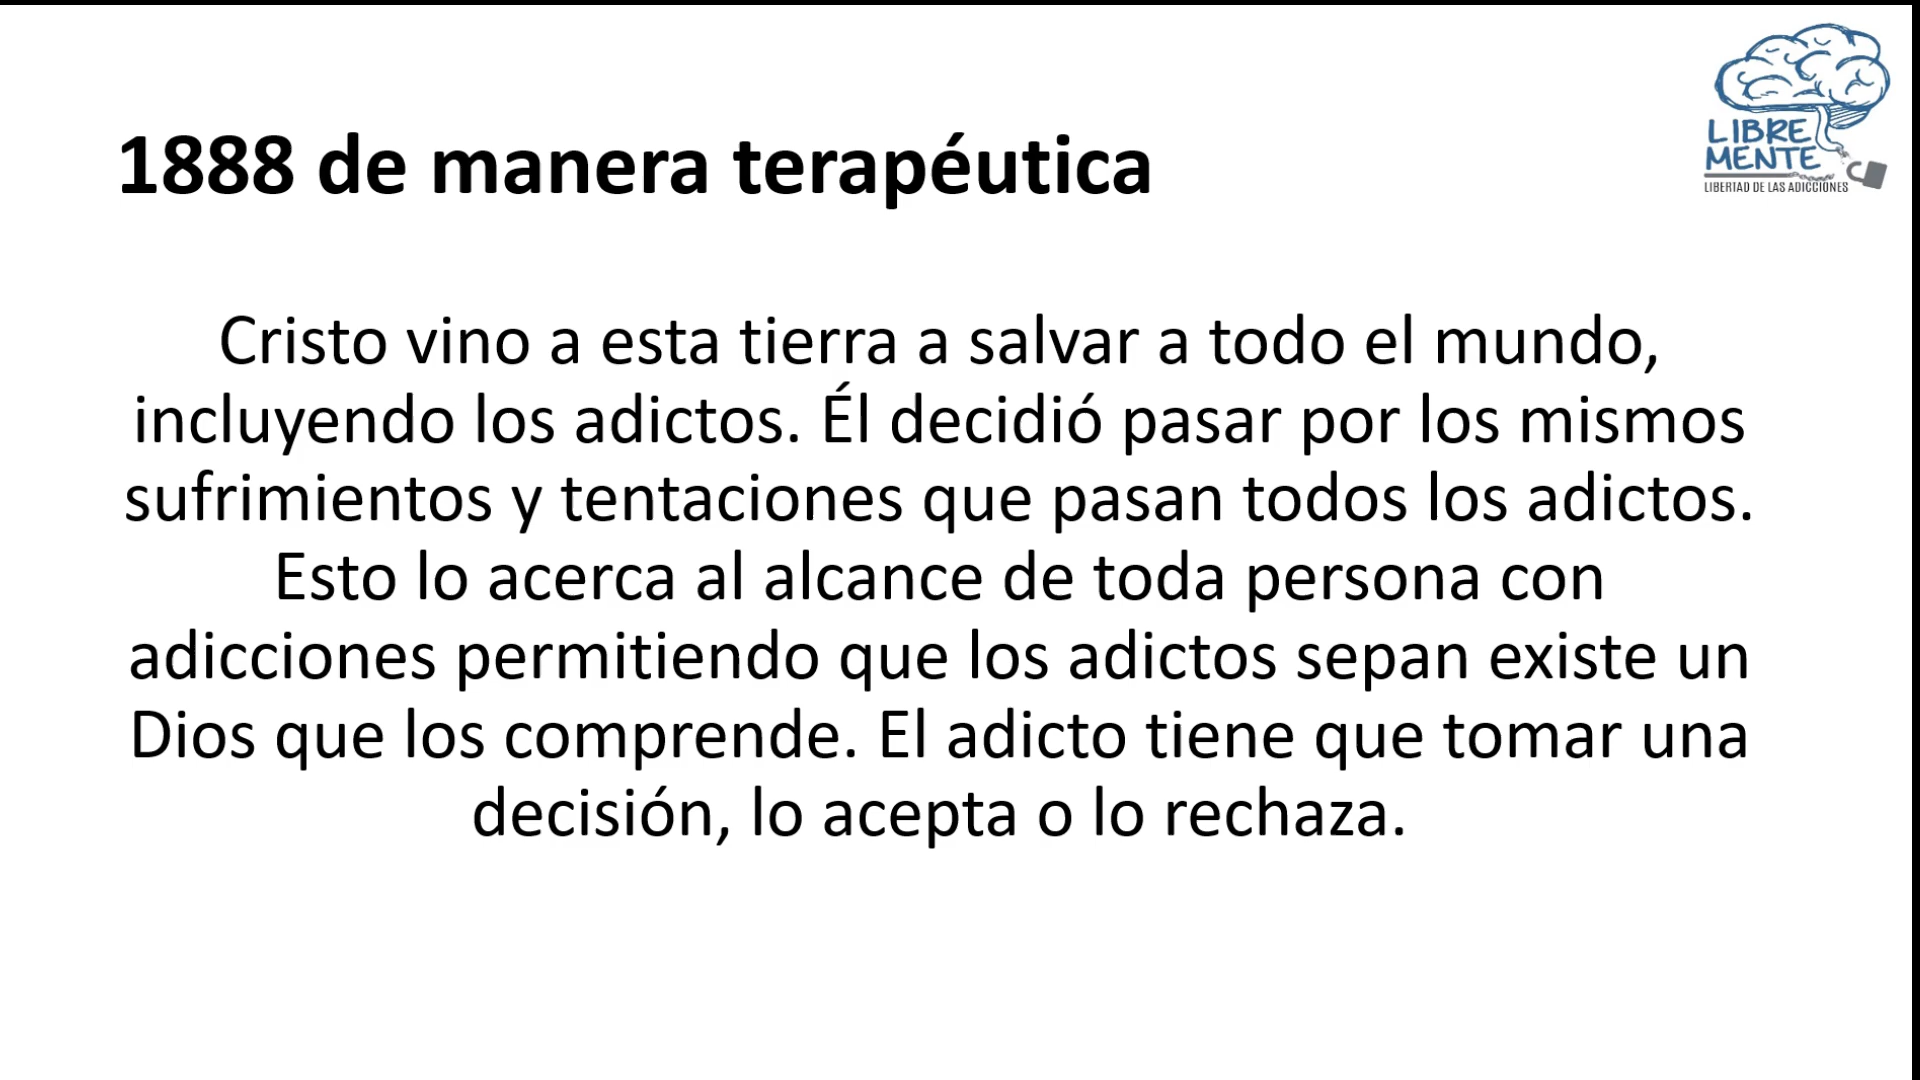 1888 de manera terapéutica
LIBRE
MENTE
LIBERTAD DE LAS ADICCIONES
Cristo vino a esta tierra a salvar a todo el mundo,
incluyendo los adictos. Él decidió pasar por los mismos
sufrimientos y tentaciones que pasan todos los adictos.
Esto lo acerca al alcance de toda persona con
adicciones permitiendo que los adictos sepan existe un
Dios que los comprende. El adicto tiene que tomar una
decisión, lo acepta o lo rechaza.